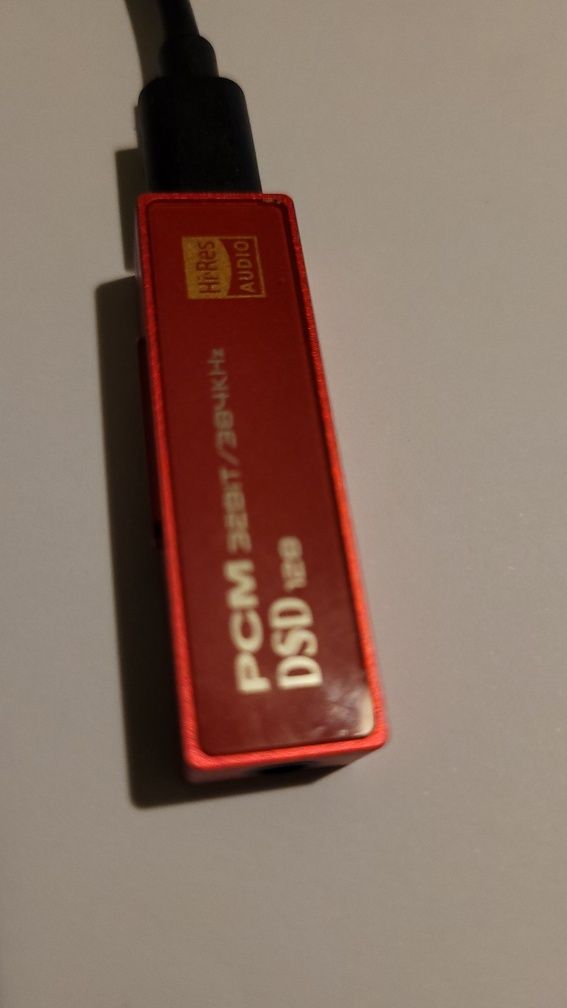 Hi-Res
AUDIO
PCM 32BiT/384KHz
DSD 128